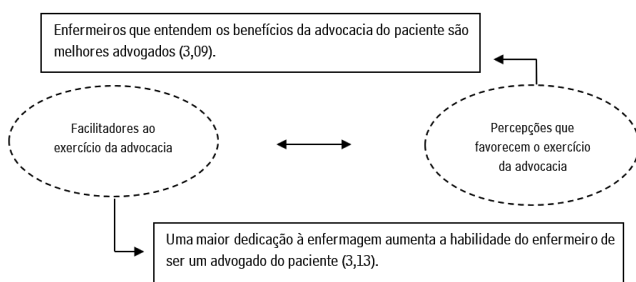 Enfermeiros que entendem os benefícios da advocacia do paciente são
melhores advogados (3,09).
Facilitadores ao
exercício da advocacia
Percepções que
favorecem o exercício
da advocacia
Uma maior dedicação à enfermagem aumenta a habilidade do enfermeiro de
ser um advogado do paciente (3,13).